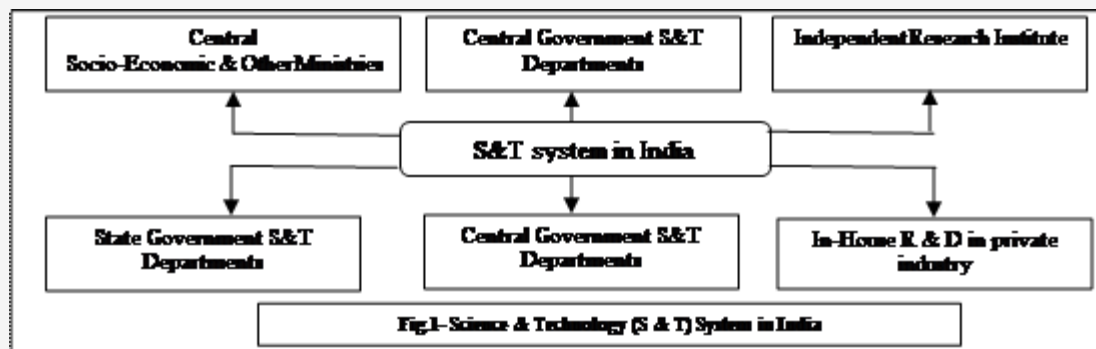 Central
Socio-Economic & Other Ministries
Central Government S&T
Departments
Independent Research Institute
S&T system in India
State Government S&T
Departments
Central Government S&T
Departments
In-House R & D in private
industry
Fig.1- Science & Technology (S & T) System in India